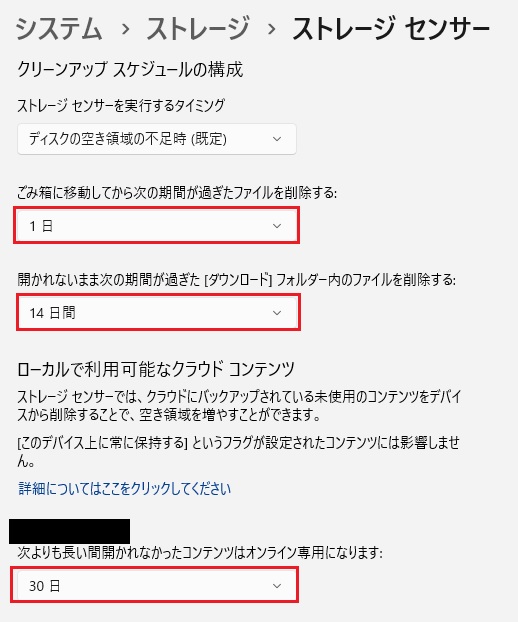 システム > ストレージ > ストレージ センサー
クリーンアップ スケジュールの構成
ストレージ センサーを実行するタイミング
ディスクの空き領域の不足時 (既定)
ごみ箱に移動してから次の期間が過ぎたファイルを削除する:
1 日
開かれないまま次の期間が過ぎた [ダウンロード] フォルダー内のファイルを削除する:
14 日間
ローカルで利用可能なクラウド コンテンツ
ストレージ センサーでは、クラウドにバックアップされている未使用のコンテンツをデバイ
スから削除することで、空き領域を増やすことができます。
[このデバイス上に常に保持する] というフラグが設定されたコンテンツには影響しませ
ん。
詳細についてはここをクリックしてください
次よりも長い間開かれなかったコンテンツはオンライン専用になります:
30 日